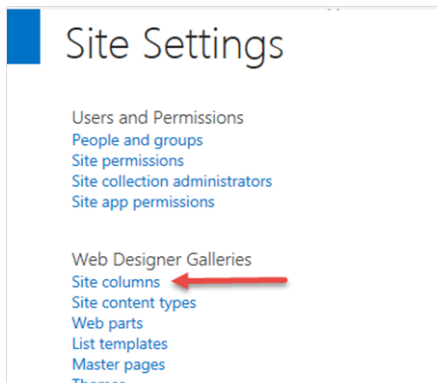 Site Settings
Users and Permissions
People and groups
Site permissions
Site collection administrators
Site app permissions
Web Designer Galleries
Site columns
Site content types
Web parts
List templates
Master pages
Themes